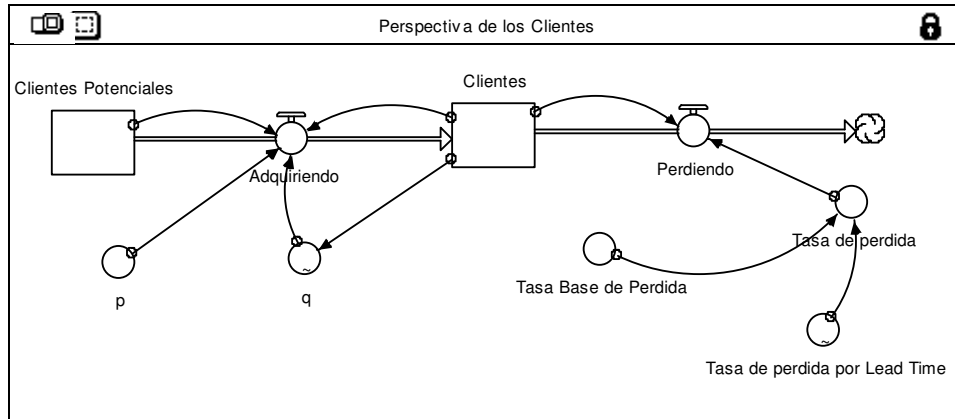 Perspectiva de los Clientes
Clientes Potenciales
Clientes
Adquiriendo
Perdiendo
Tasa de perdida
Tasa Base de Perdida
p
q
~
~
Tasa de perdida por Lead Time